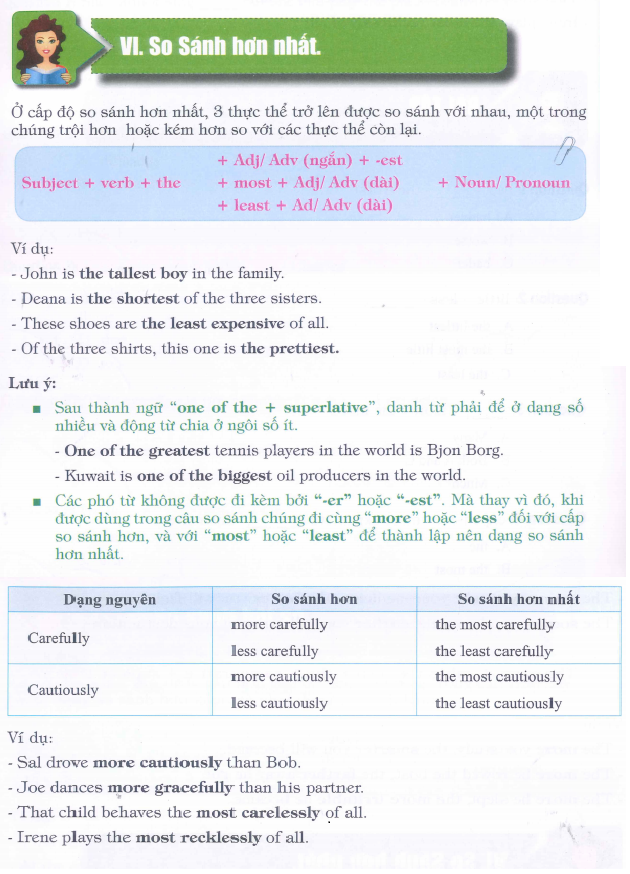 VI. So Sánh hơn nhất.
Ở cấp độ so sánh hơn nhất, 3 thực thể trở lên được so sánh với nhau, một trong
chúng trội hơn hoặc kém hơn so với các thực thể còn lại.
+ Adj/ Adv (ngắn) + -est
Subject + verb + the + most + Adj/ Adv (dài) + Noun/ Pronoun
+ least + Ad/ Adv (dài)
Ví dụ:
- John is the tallest boy in the family.
- Deana is the shortest of the three sisters.
- These shoes are the least expensive of all.
- Of the three shirts, this one is the prettiest.
Lưu ý:
■ Sau thành ngữ “one of the + superlative”, danh từ phải để ở dạng số
nhiều và động từ chia ở ngôi số ít.
- One of the greatest tennis players in the world is Bjon Borg.
- Kuwait is one of the biggest oil producers in the world.
■ Các phó từ không được đi kèm bởi “-er” hoặc “-est”. Mà thay vì đó, khi
được dùng trong câu so sánh chúng đi cùng “more” hoặc “less” đối với cấp
so sánh hơn, và với “most” hoặc “least” để thành lập nên dạng so sánh
hơn nhất.
Dạng nguyên So sánh hơn So sánh hơn nhất
Carefully more carefully the most carefully
less carefully the least carefully
Cautiously more cautiously the most cautiously
less cautiously the least cautiously
Ví dụ:
- Sal drove more cautiously than Bob.
- Joe dances more gracefully than his partner.
- That child behaves the most carelessly of all.
- Irene plays the most recklessly of all.